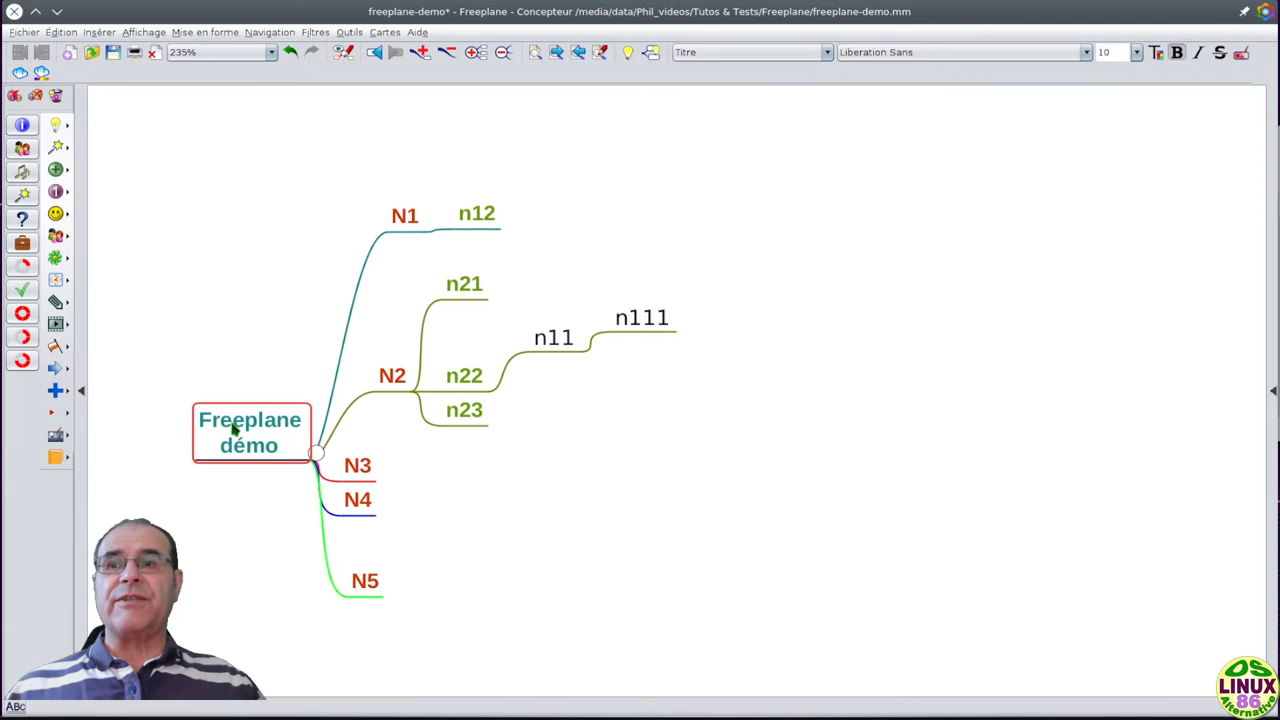 freeplane-demo* - Freeplane - Concepteur /media/data/Phil_videos/Tutos & Tests/Freeplane/freeplane-demo.mm
Fichier Édition Insérer Affichage Mise en forme Navigation Filtres Outils Cartes Aide
235% Titre Liberation Sans 10
N1 n12
n21
n11 n111
N2 n22
n23
Freeplane
démo
N3
N4
N5
OS
LINUX
86
Alternative
ABc